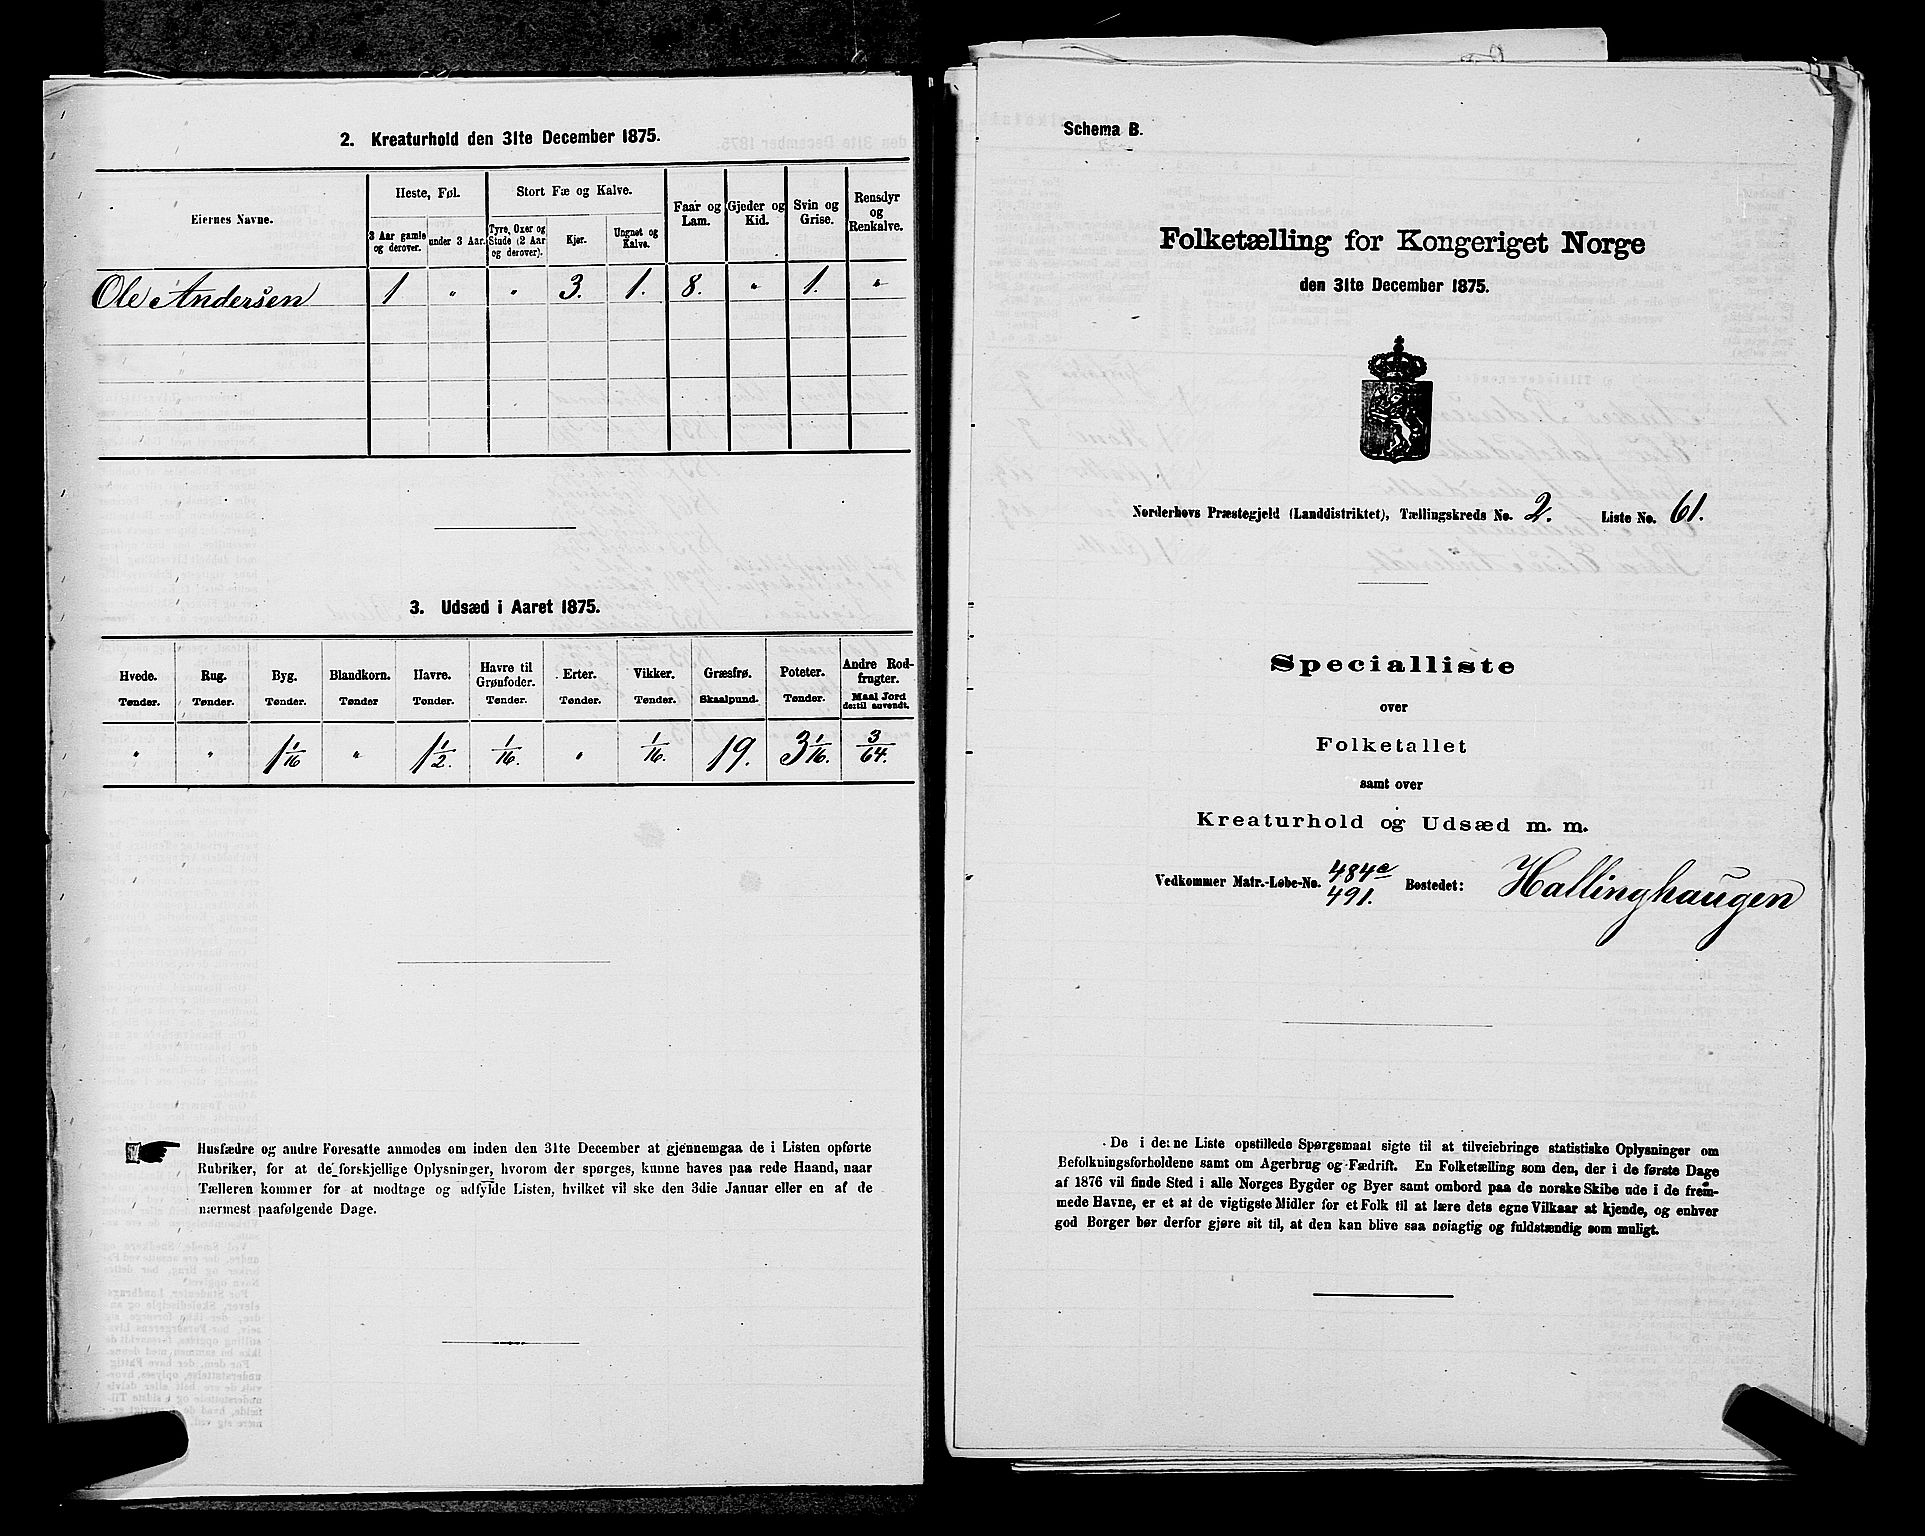 2. Kreaturhold den 31te December 1875.
Eiernes Navne.
Heste, Føl.
Stort Fæ og Kalve.
Faar og Lam.
Gjeder og Kid.
Svin og Grise.
Rensdyr og Renkalve.
3 Aar gamle og derover.
under 3 Aar.
Tyre, Oxer og Stude (2 Aar og derover).
Kjør.
Ungnøt og Kalve.
Ole Andersen 1 " " 3. 1. 8. " 1. "
3. Udsæd i Aaret 1875.
Hvede. Rug. Byg. Blandkorn. Havre. Havre til Grønfoder. Erter. Vikker. Græsfrø. Poteter. Andre Rodfrugter.
Tønder. Tønder. Tønder. Tønder Tønder. Tønder. Tønder. Tønder. Skaalpund. Tønder. Maal Jord dertil anvendt.
" " 1 1/16 " 1 1/2. 1/16. " 1/16. 19. 3 1/16. 3/64.
Husfædre og andre Foresatte anmodes om inden den 31te December at gjennemgaa de i Listen opførte
Rubriker, for at de forskjellige Oplysninger, hvorom der spørges, kunne haves paa rede Haand, naar
Tælleren kommer for at modtage og udfylde Listen, hvilket vil ske den 3die Januar eller en af de
nærmest paafølgende Dage.
Schema B.
Folketælling for Kongeriget Norge
den 31te December 1875.
Norderhovs Præstegjeld (Landdistriktet), Tællingskreds No. 2. Liste No. 61.
Specialliste
over
Folketallet
samt over
Kreaturhold og Udsæd m. m.
Vedkommer Matr.-Løbe-No. 484e 491. Bostedet: Hallinghaugen
De i denne Liste opstillede Spørgsmaal sigte til at tilveiebringe statistiske Oplysninger om
Befolkningsforholdene samt om Agerbrug og Fædrift. En Folketælling som den, der i de første Dage
af 1876 vil finde Sted i alle Norges Bygder og Byer samt ombord paa de norske Skibe ude i de frem-
mede Havne, er et af de vigtigste Midler for et Folk til at lære dets egne Vilkaar at kjende, og enhver
god Borger bør derfor gjøre sit til, at den kan blive saa nøiagtig og fuldstændig som muligt.